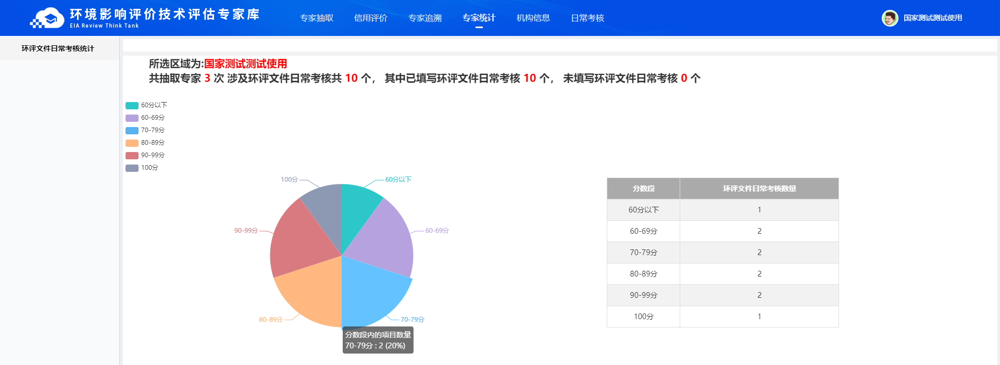 环境影响评价技术评估专家库
EIA Review Think Tank
专家抽取 信用评价 专家追溯 专家统计 机构信息 日常考核
国家测试测试使用
环评文件日常考核统计
所选区域为:国家测试测试使用
共抽取专家 3 次 涉及环评文件日常考核共 10 个， 其中已填写环评文件日常考核 10 个， 未填写环评文件日常考核 0 个
60分以下
60-69分
70-79分
80-89分
90-99分
100分
100分 60分以下
90-99分 60-69分
80-89分 70-79分
分数段内的项目数量
70-79分 : 2 (20%)
分数段 环评文件日常考核数量
60分以下 1
60-69分 2
70-79分 2
80-89分 2
90-99分 2
100分 1